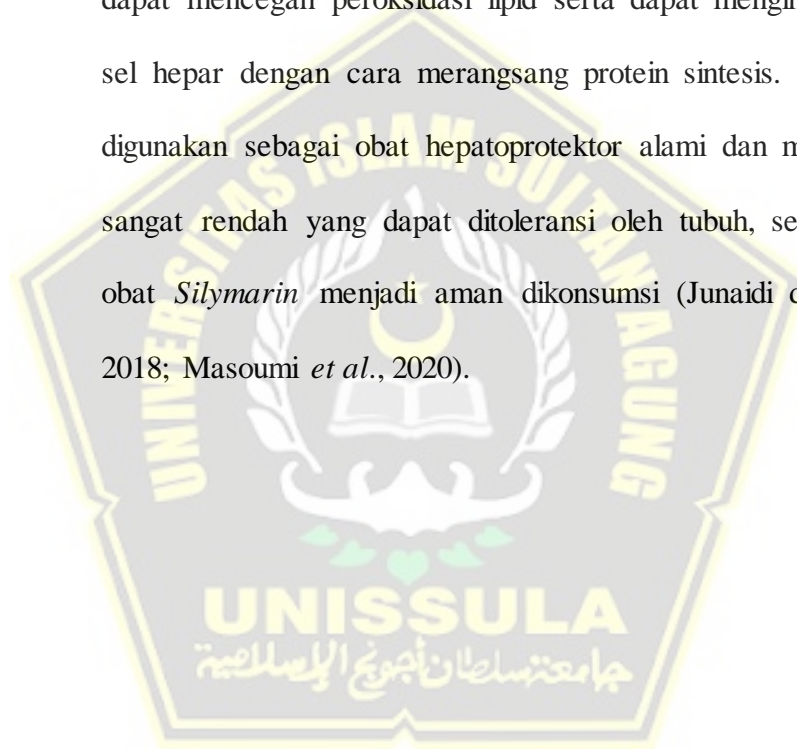 dapat mencegah peroksidasi lipid serta dapat
sel hepar dengan cara merangsang protein sintesis.
digunakan sebagai obat hepatoprotektor alami dan
sangat rendah yang dapat ditoleransi oleh tubuh,
obat Silymarin menjadi aman dikonsumsi (Junaidi
2018; Masoumi et al., 2020).
UNIVERSITAS ISLAM SULTAN AGUNG
UNISSULA
جامعتسلطان أجونج الإسلامية